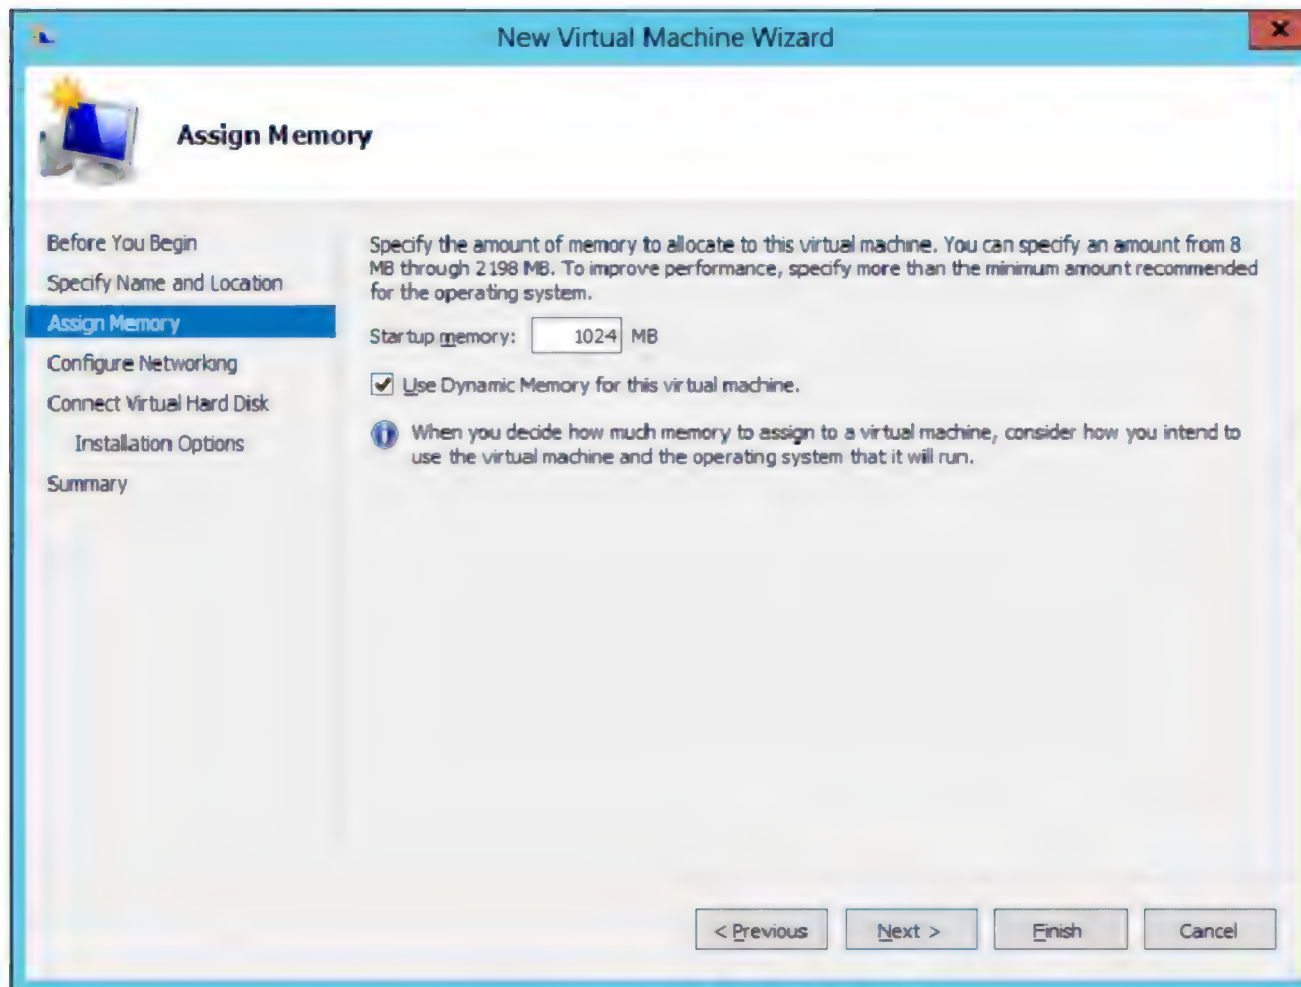 New Virtual Machine Wizard
Assign Memory
Before You Begin
Specify Name and Location
Assign Memory
Configure Networking
Connect Virtual Hard Disk
Installation Options
Summary
Specify the amount of memory to allocate to this virtual machine. You can specify an amount from 8
MB through 2198 MB. To improve performance, specify more than the minimum amount recommended
for the operating system.
Startup memory: 1024 MB
Use Dynamic Memory for this virtual machine.
When you decide how much memory to assign to a virtual machine, consider how you intend to
use the virtual machine and the operating system that it will run.
< Previous Next > Finish Cancel